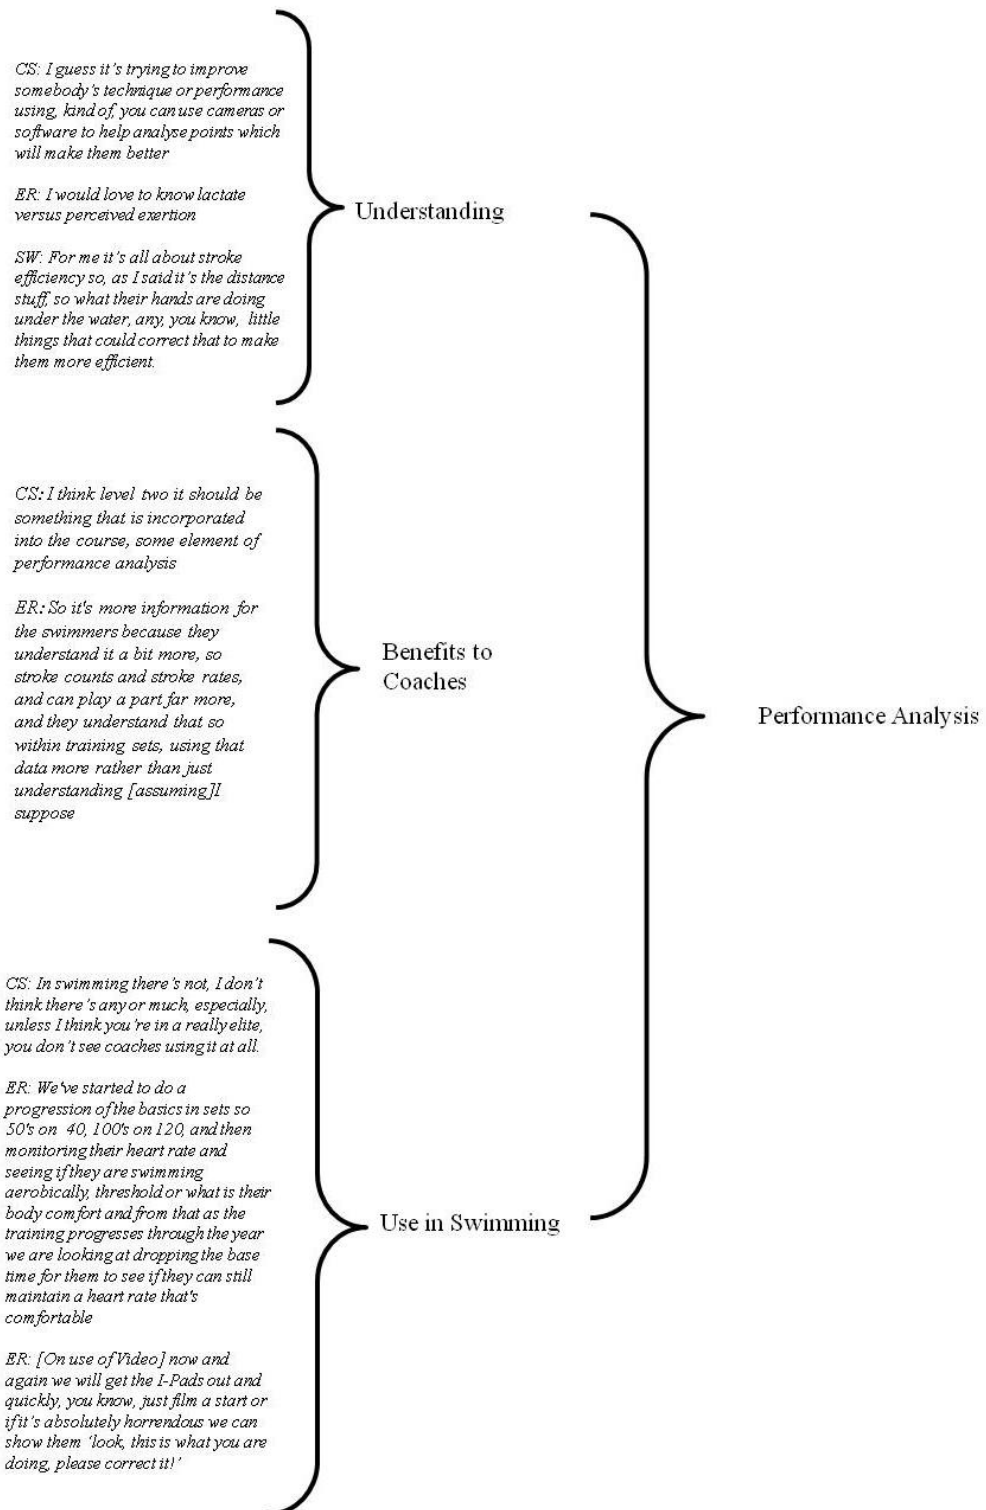 CS: I guess it's trying to improve
somebody's technique or performance
using, kind of, you can use cameras or
software to help analyse points which
will make them better
ER: I would love to know lactate
versus perceived exertion
SW: For me it's all about stroke
efficiency so, as I said it's the distance
stuff, so what their hands are doing
under the water, any, you know, little
things that could correct that to make
them more efficient.
Understanding
CS: I think level two it should be
something that is incorporated
into the course, some element of
performance analysis
ER: So it's more information for
the swimmers because they
understand it a bit more, so
stroke counts and stroke rates,
and can play a part far more,
and they understand that so
within training sets, using that
data more rather than just
understanding [assuming]I
suppose
Benefits to
Coaches
CS: In swimming there's not, I don't
think there's any or much, especially,
unless I think you're in a really elite,
you don't see coaches using it at all.
ER: We've started to do a
progression of the basics in sets so
50's on 40, 100's on 120, and then
monitoring their heart rate and
seeing if they are swimming
aerobically, threshold or what is their
body comfort and from that as the
training progresses through the year
we are looking at dropping the base
time for them to see if they can still
maintain a heart rate that's
comfortable
ER: [On use of Video] now and
again we will get the I-Pads out and
quickly, you know, just film a start or
if it's absolutely horrendous we can
show them 'look, this is what you are
doing, please correct it!'
Use in Swimming
Performance Analysis